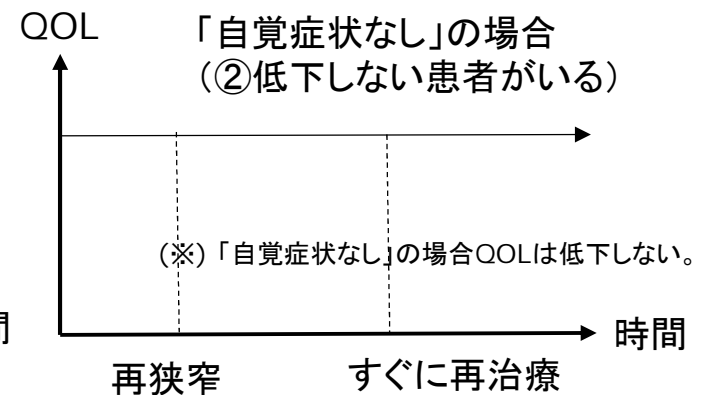 QOL
「自覚症状なし」の場合
(②低下しない患者がいる)
(※)「自覚症状なし」の場合QOLは低下しない。
間
時間
再狭窄
すぐに再治療